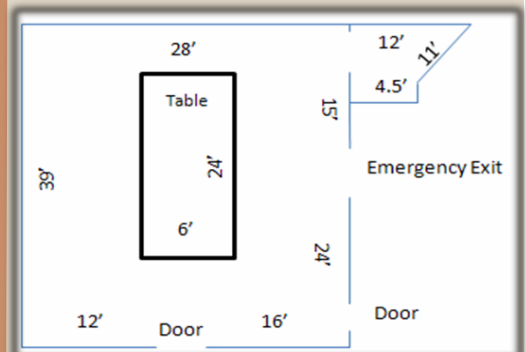 28′
12′
11′
4.5′
Table
15′
39′
24′
Emergency Exit
6′
24′
12′
Door
16′
Door